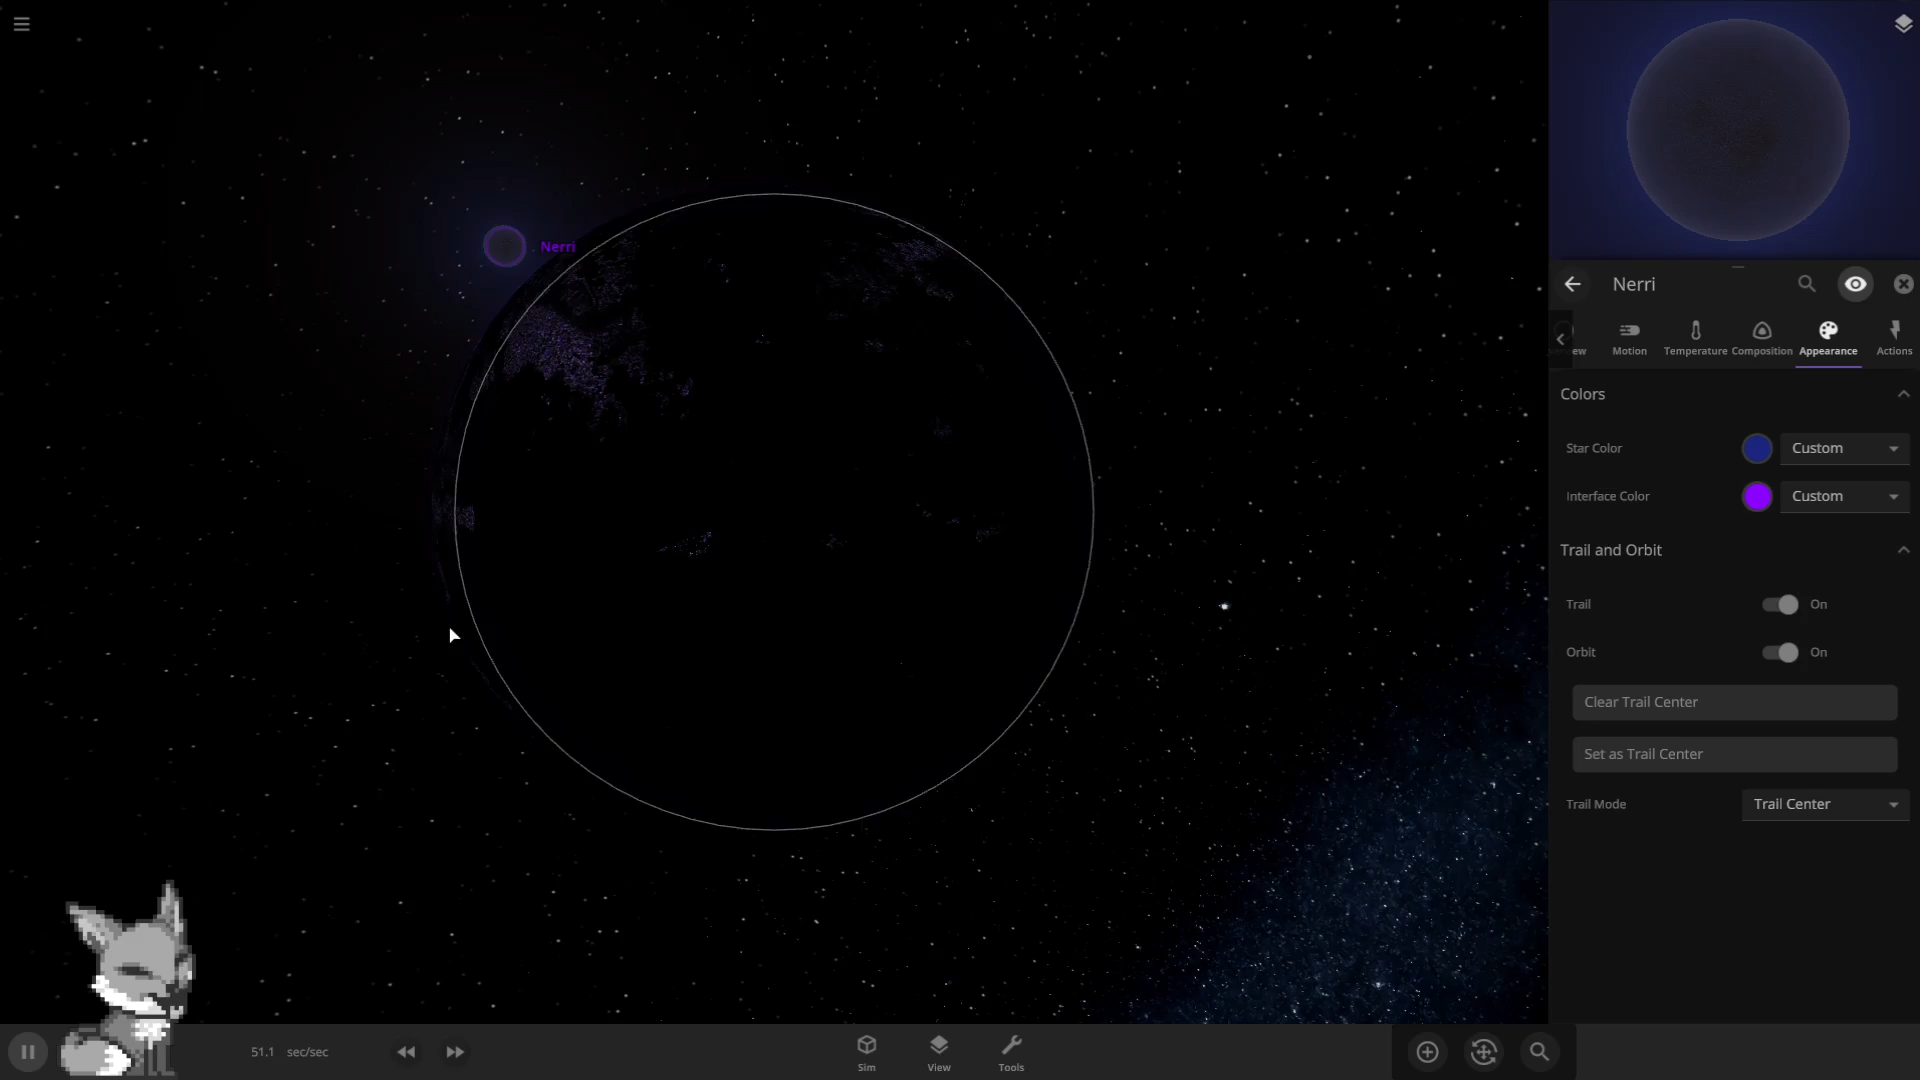 Nerri
Nerri
Motion
Temperature
Composition
Appearance
Actions
Colors
Star Color
Custom
Interface Color
Custom
Trail and Orbit
Trail
On
Orbit
On
Clear Trail Center
Set as Trail Center
Trail Mode
Trail Center
51.1 sec/sec
Sim
View
Tools